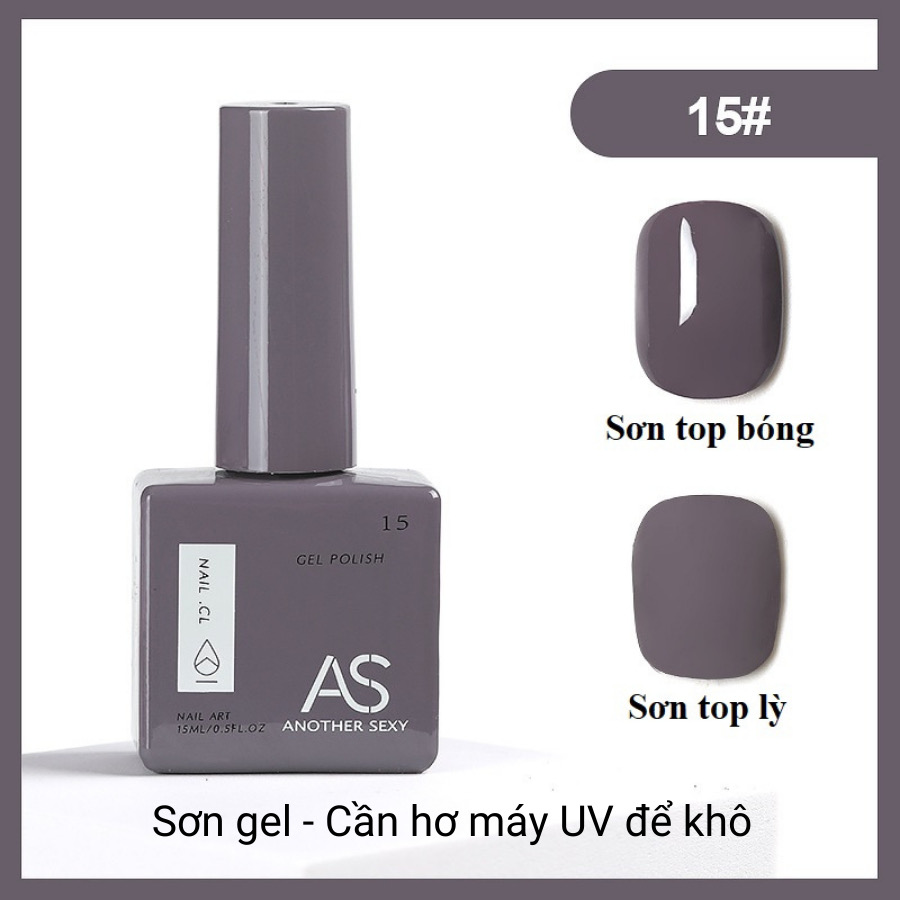 15#
Sơn top bóng
Sơn top lỳ
15
GEL POLISH
NAIL .CL
AS
ANOTHER SEXY
NAIL ART
15ML/0.5FL.OZ
Sơn gel - Cần hơ máy UV để khô